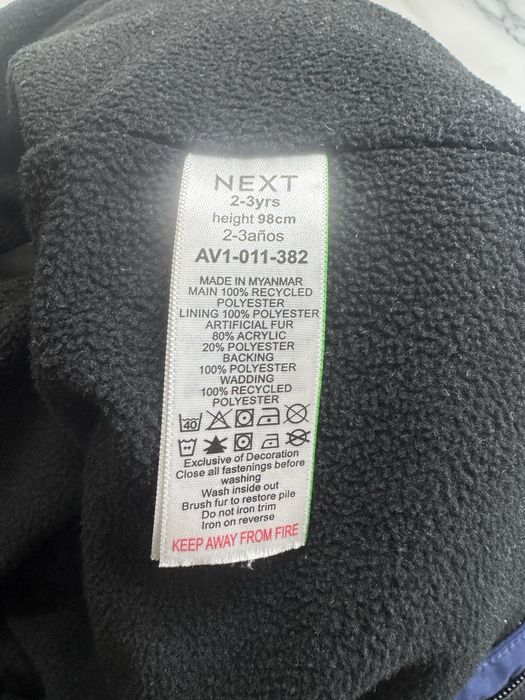 NEXT
2-3yrs
height 98cm
2-3años
AV1-011-382
MADE IN MYANMAR
MAIN 100% RECYCLED
POLYESTER
LINING 100% POLYESTER
ARTIFICIAL FUR
80% ACRYLIC
20% POLYESTER
BACKING
100% POLYESTER
WADDING
100% RECYCLED
POLYESTER
40
Exclusive of Decoration
Close all fastenings before
washing
Wash inside out
Brush fur to restore pile
Do not iron trim
Iron on reverse
KEEP AWAY FROM FIRE